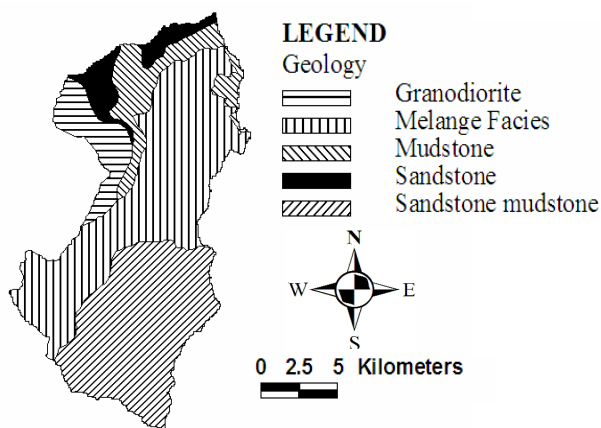 LEGEND
Geology
Granodiorite
Melange Facies
Mudstone
Sandstone
Sandstone mudstone
N
W E
S
0 2.5 5 Kilometers